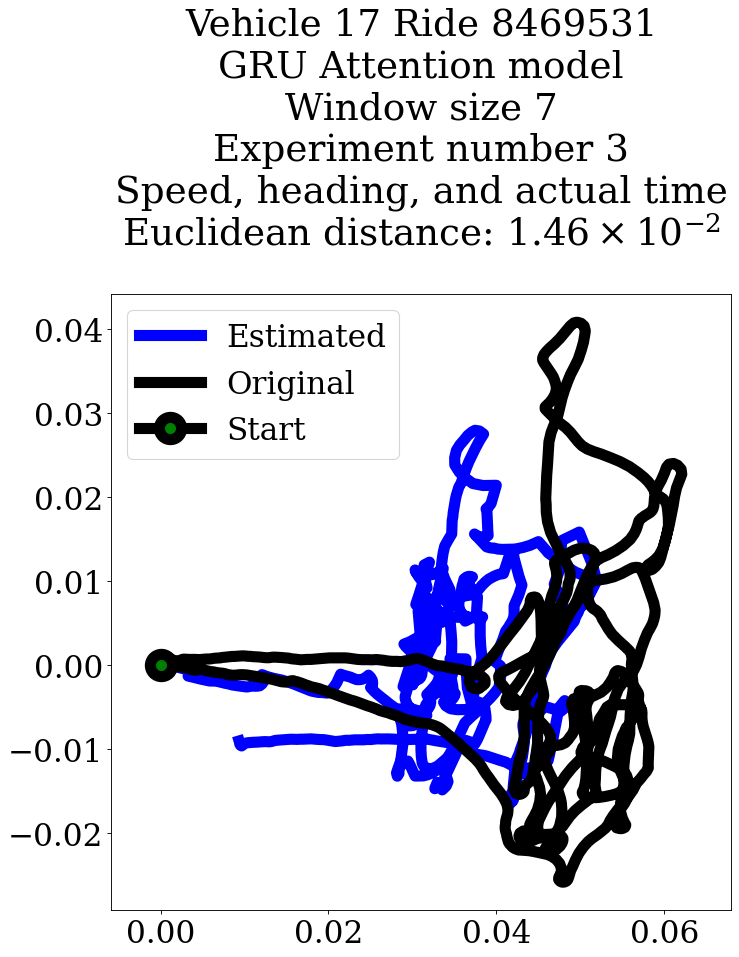 Vehicle 17 Ride 8469531
GRU Attention model
Window size 7
Experiment number 3
Speed, heading, and actual time
Euclidean distance: 1.46 × 10⁻²
Estimated
Original
Start
0.04
0.03
0.02
0.01
0.00
−0.01
−0.02
0.00 0.02 0.04 0.06